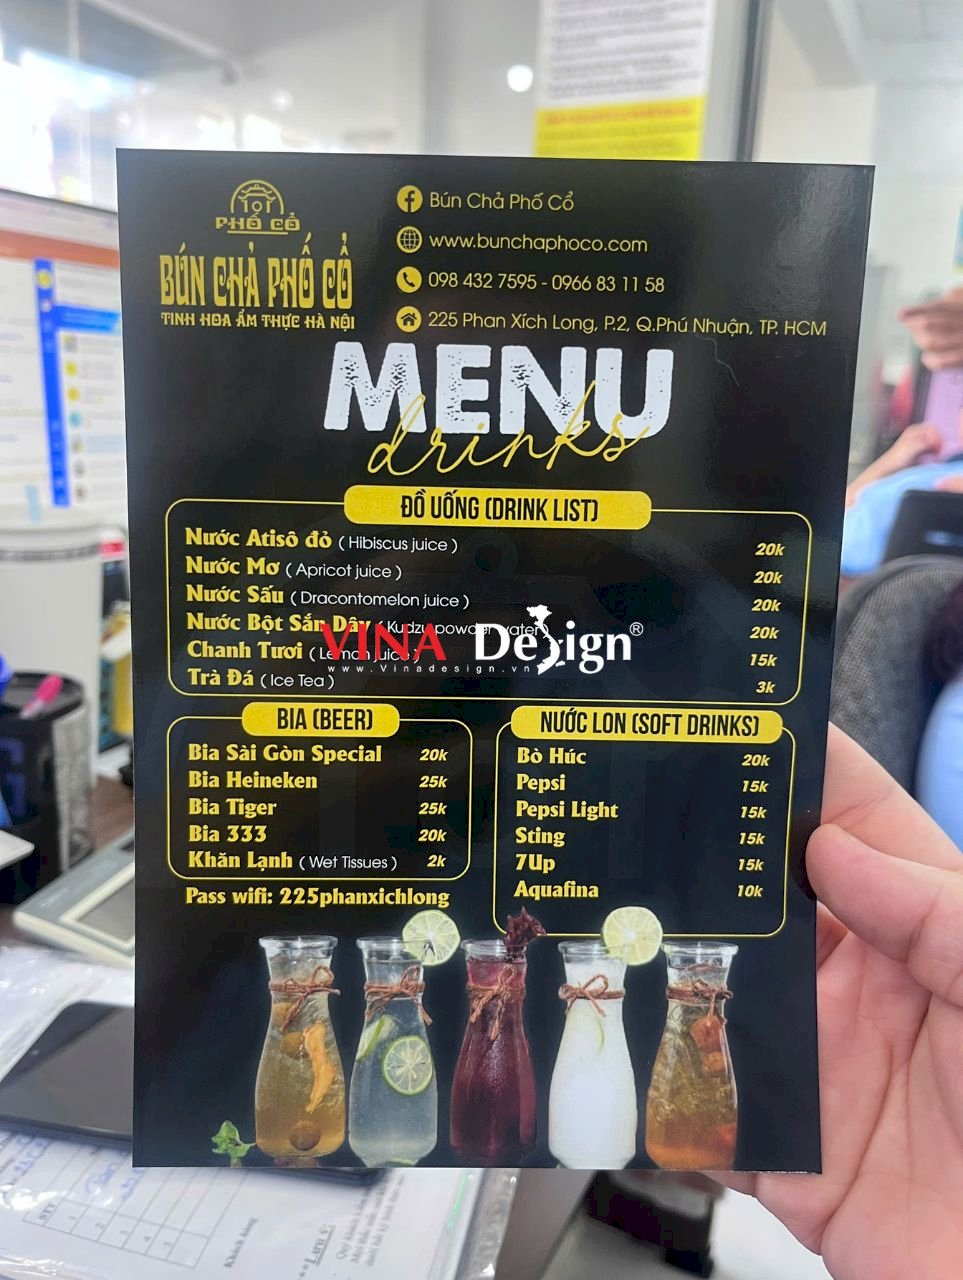 PHỐ CỔ
BÚN CHẢ PHỐ CỔ
TINH HOA ẨM THỰC HÀ NỘI
Bún Chả Phố Cổ
www.bunchaphoco.com
098 432 7595 - 0966 83 11 58
225 Phan Xích Long, P.2, Q.Phú Nhuận, TP. HCM
MENU
drinks
ĐỒ UỐNG (DRINK LIST)
Nước Atisô đỏ ( Hibiscus juice ) 20k
Nước Mơ ( Apricot juice ) 20k
Nước Sấu ( Dracontomelon juice ) 20k
Nước Bột Sắn Dây ( Kudzu powder water ) 20k
Chanh Tươi ( Lemon juice ) 15k
Trà Đá ( Ice Tea ) 3k
VINA Design®
www.Vinadesign.vn
BIA (BEER)
Bia Sài Gòn Special 20k
Bia Heineken 25k
Bia Tiger 25k
Bia 333 20k
Khăn Lạnh ( Wet Tissues ) 2k
Pass wifi: 225phanxichlong
NƯỚC LON (SOFT DRINKS)
Bò Húc 20k
Pepsi 15k
Pepsi Light 15k
Sting 15k
7Up 15k
Aquafina 10k